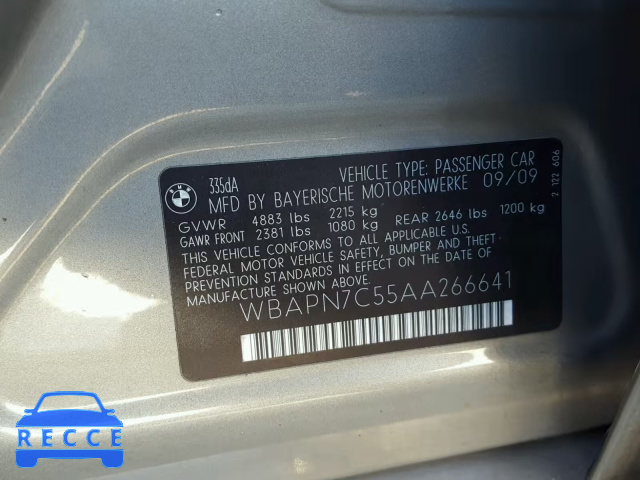 BMW
335dA
VEHICLE TYPE: PASSENGER CAR
MFD BY BAYERISCHE MOTORENWERKE 09/09
GVWR 4883 lbs 2215 kg
GAWR FRONT 2381 lbs 1080 kg REAR 2646 lbs 1200 kg
THIS VEHICLE CONFORMS TO ALL APPLICABLE U.S.
FEDERAL MOTOR VEHICLE SAFETY, BUMPER AND THEFT-
PREVENTION STANDARDS IN EFFECT ON THE DATE OF
MANUFACTURE SHOWN ABOVE.
WBAPN7C55AA266641
2 122 606
RECCE